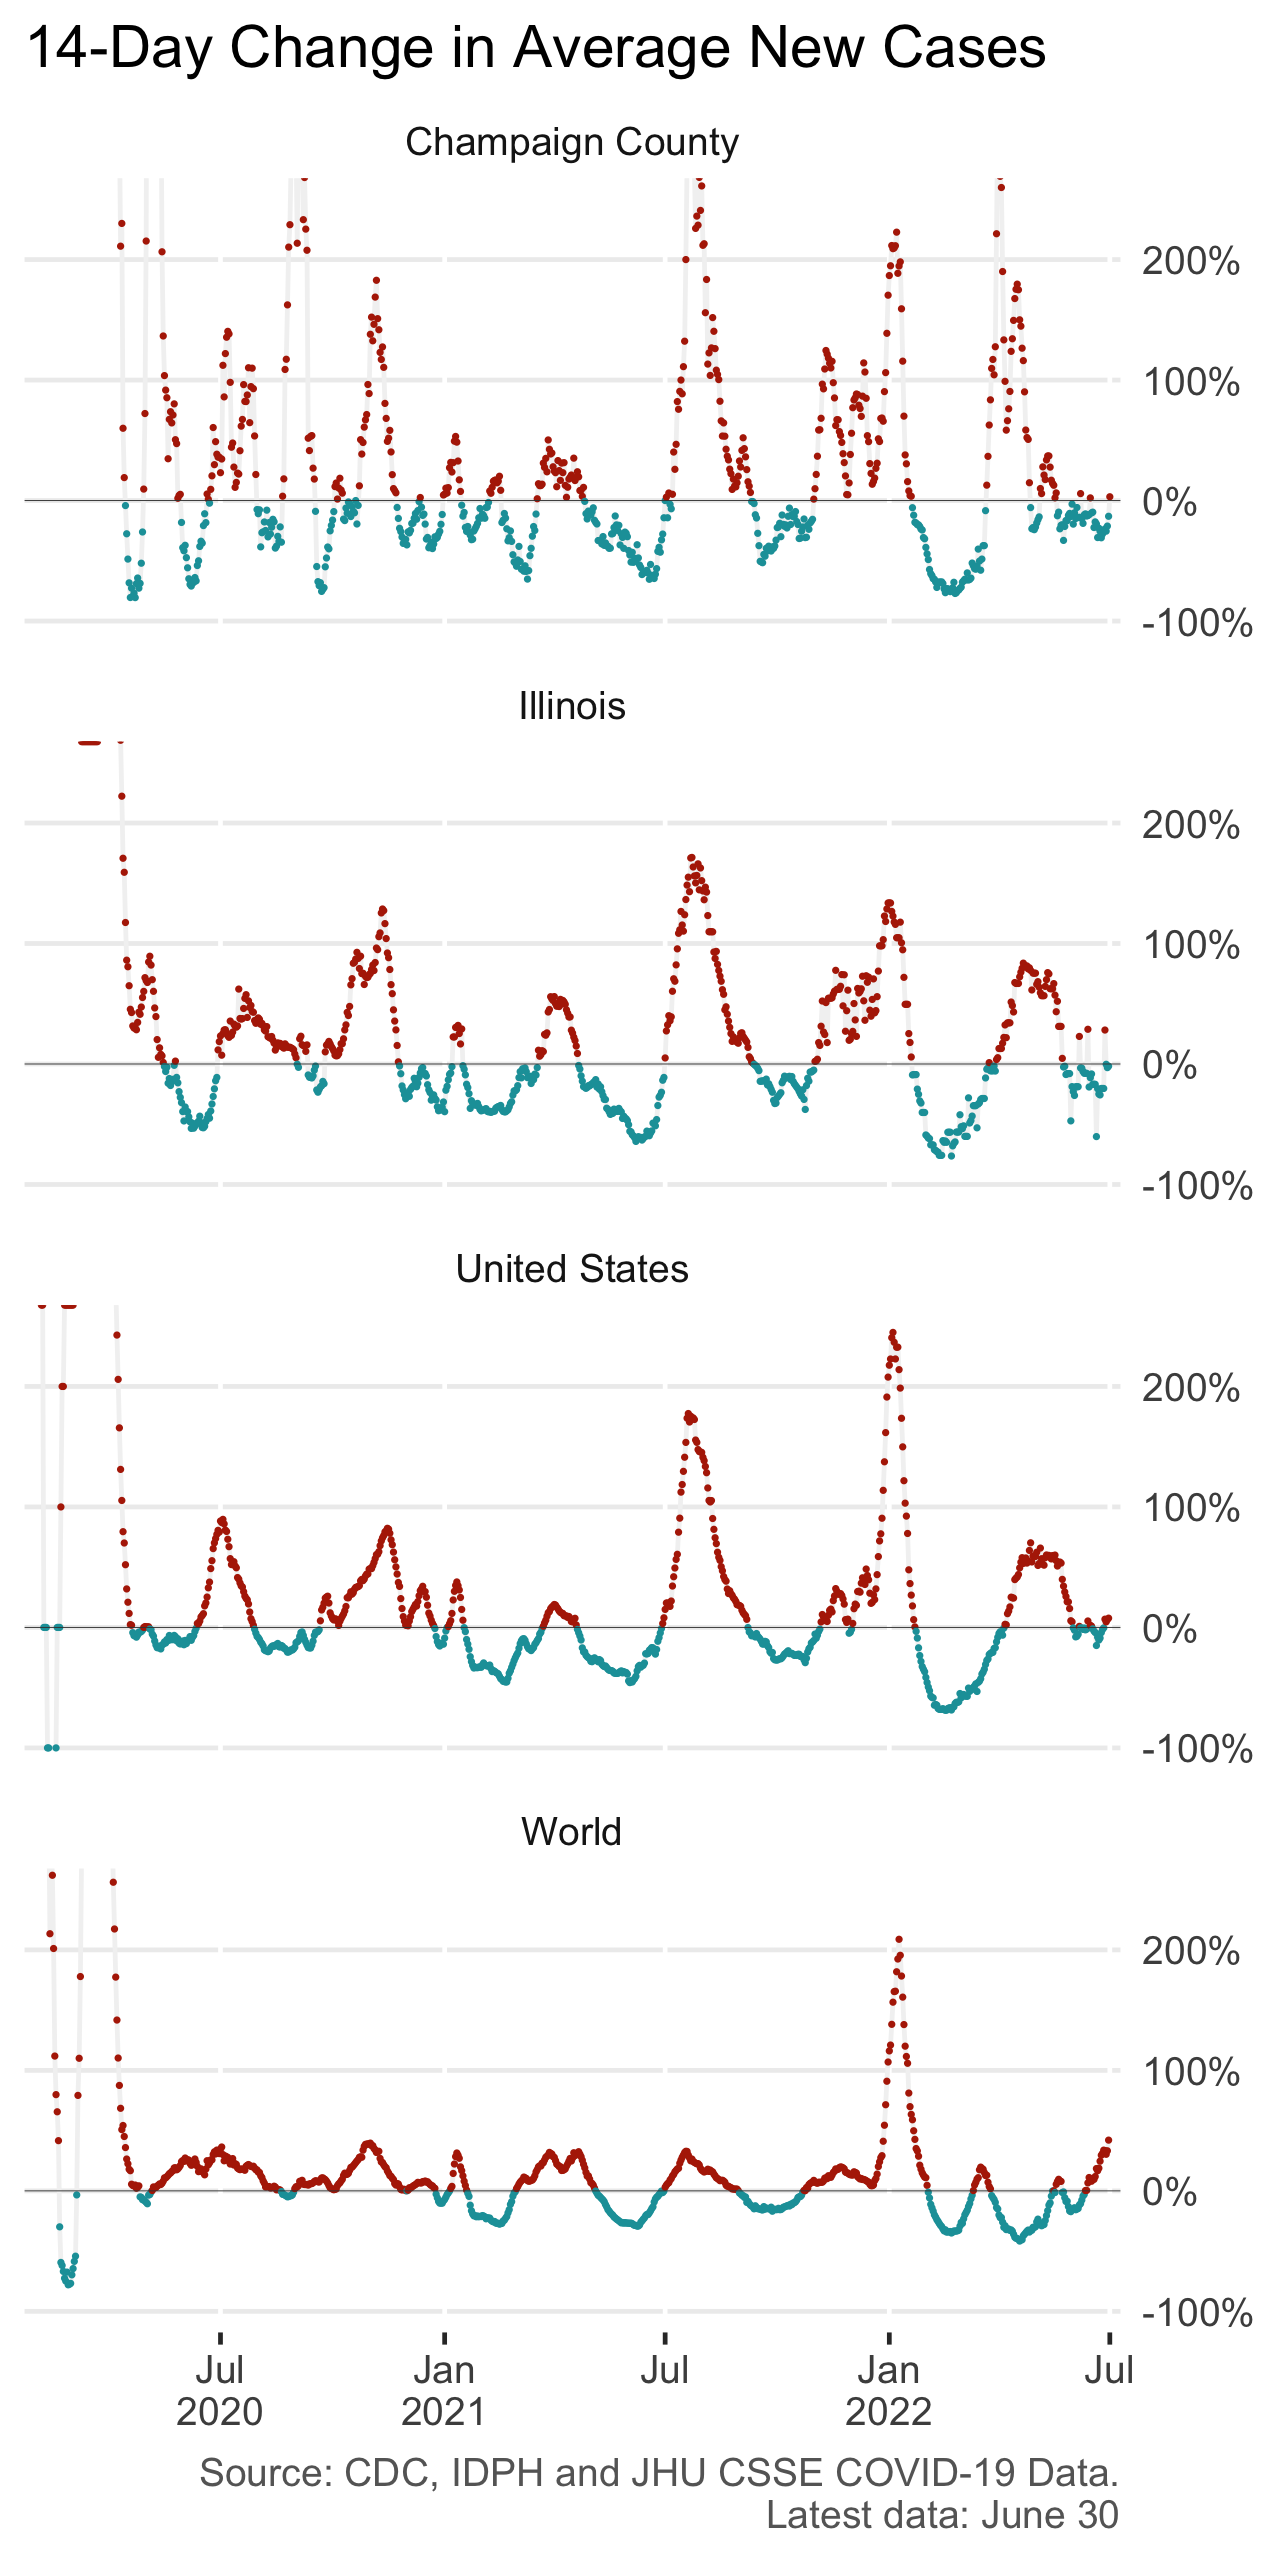 14-Day Change in Average New Cases
Champaign County
200%
100%
0%
-100%
Illinois
200%
100%
0%
-100%
United States
200%
100%
0%
-100%
World
200%
100%
0%
-100%
Jul Jan Jul Jan Jul
2020 2021 2022
Source: CDC, IDPH and JHU CSSE COVID-19 Data.
Latest data: June 30